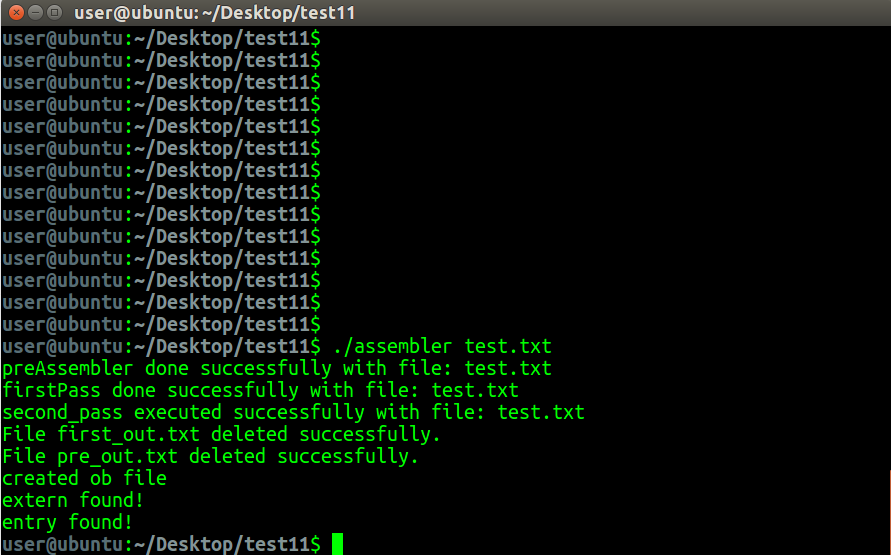 user@ubuntu: ~/Desktop/test11
user@ubuntu:~/Desktop/test11$
user@ubuntu:~/Desktop/test11$
user@ubuntu:~/Desktop/test11$
user@ubuntu:~/Desktop/test11$
user@ubuntu:~/Desktop/test11$
user@ubuntu:~/Desktop/test11$
user@ubuntu:~/Desktop/test11$
user@ubuntu:~/Desktop/test11$
user@ubuntu:~/Desktop/test11$
user@ubuntu:~/Desktop/test11$
user@ubuntu:~/Desktop/test11$
user@ubuntu:~/Desktop/test11$
user@ubuntu:~/Desktop/test11$
user@ubuntu:~/Desktop/test11$
user@ubuntu:~/Desktop/test11$ ./assembler test.txt
preAssembler done successfully with file: test.txt
firstPass done successfully with file: test.txt
second_pass executed successfully with file: test.txt
File first_out.txt deleted successfully.
File pre_out.txt deleted successfully.
created ob file
extern found!
entry found!
user@ubuntu:~/Desktop/test11$